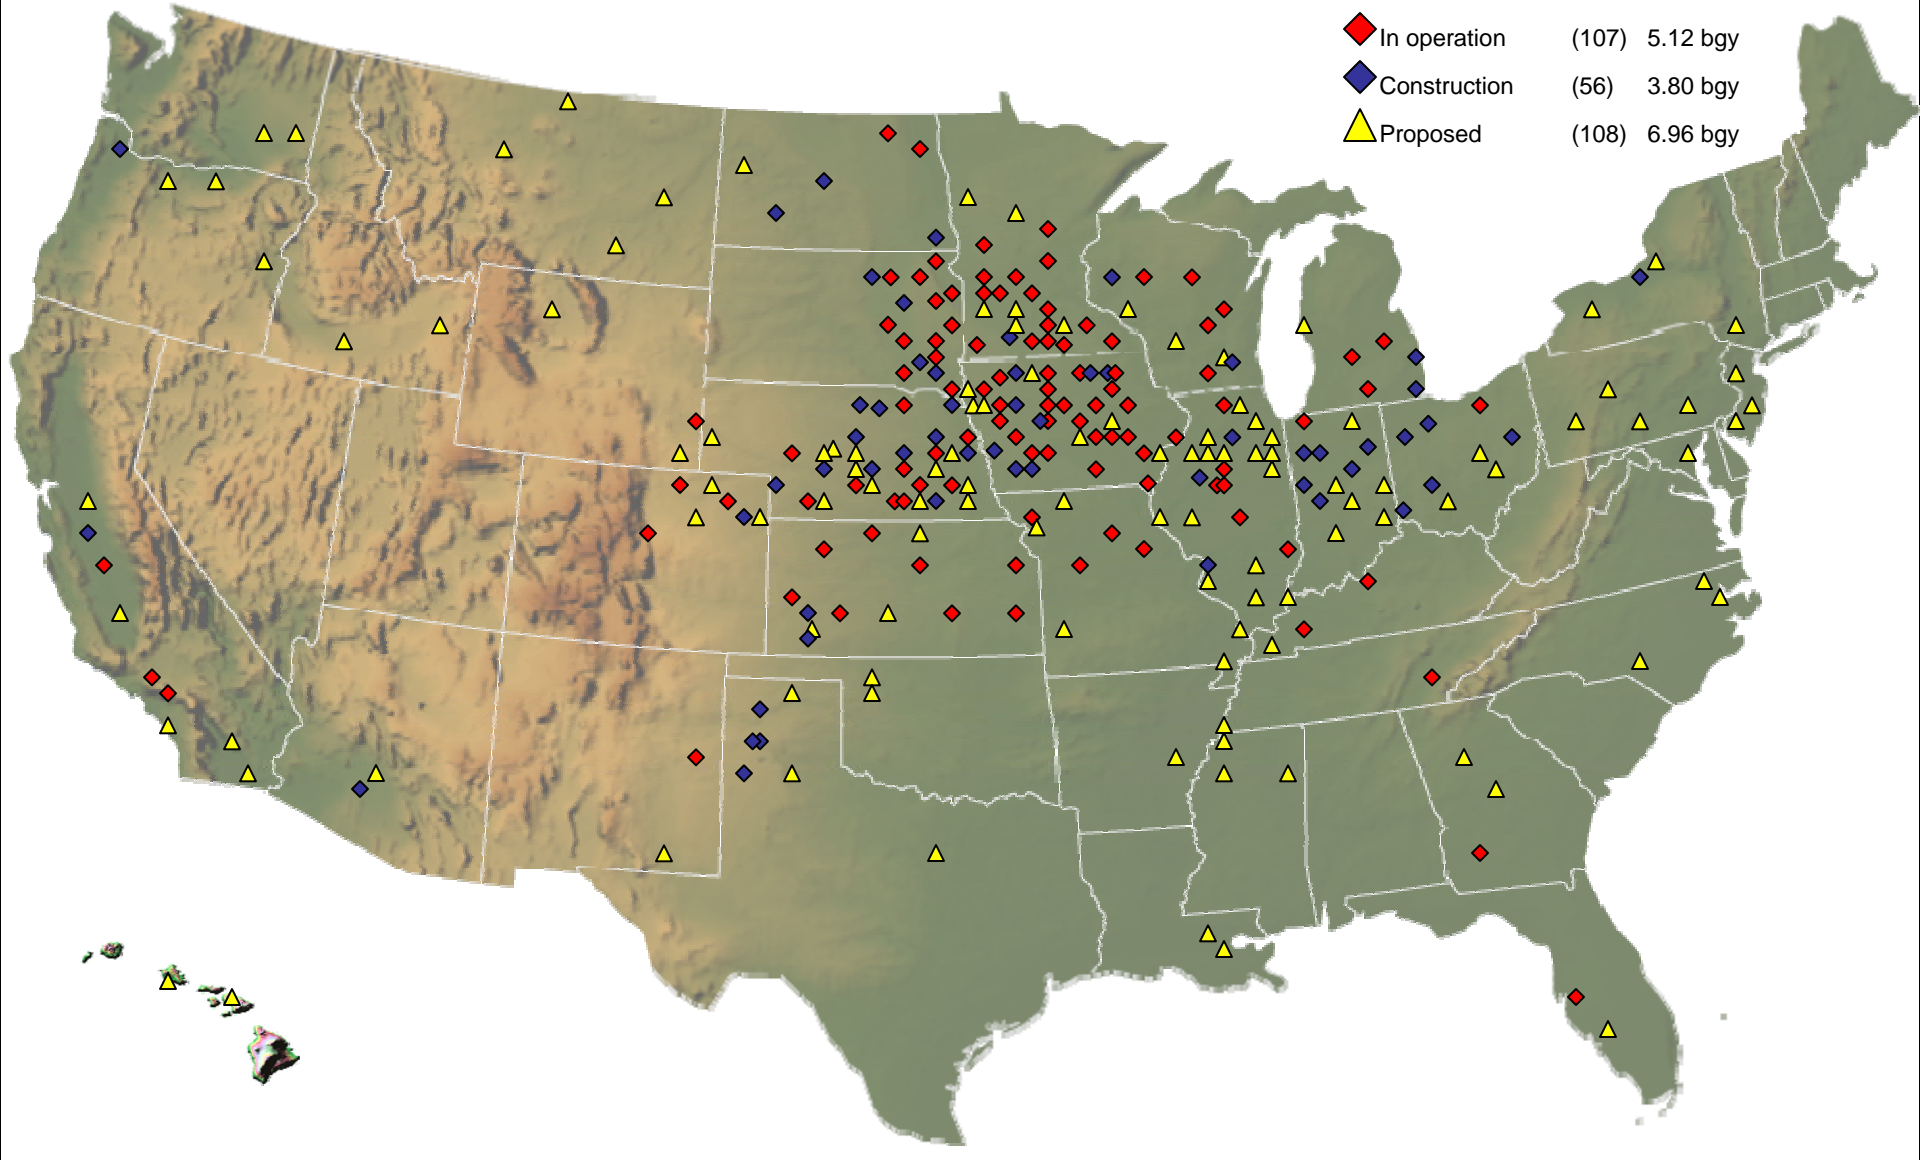 In operation (107) 5.12 bgy
Construction (56) 3.80 bgy
Proposed (108) 6.96 bgy